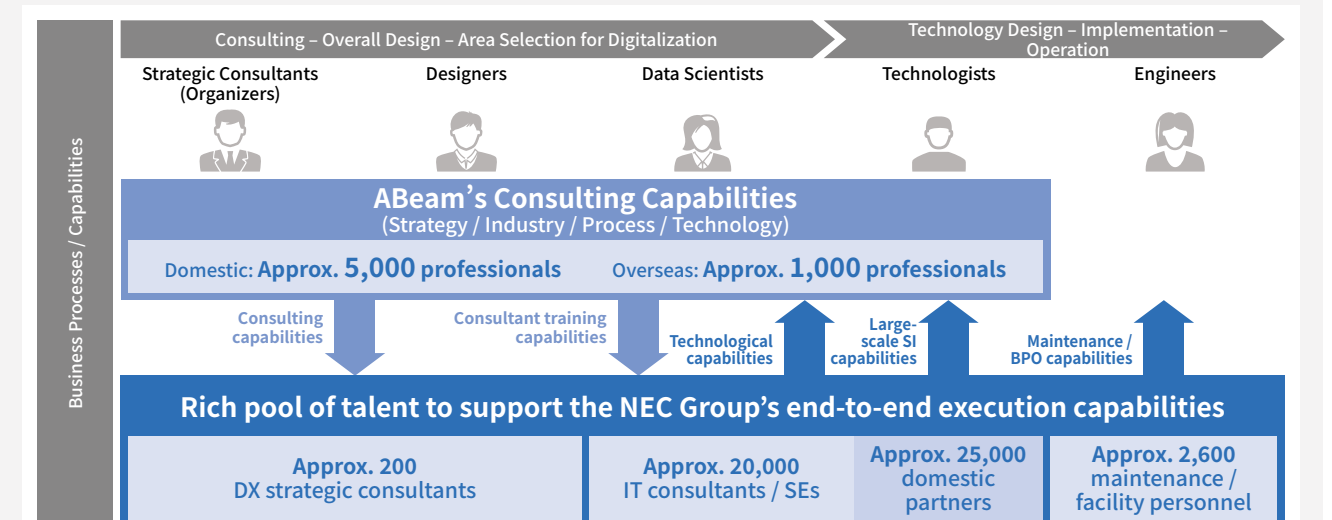 Business Processes / Capabilities
Consulting – Overall Design – Area Selection for Digitalization
Technology Design – Implementation –
Operation
Strategic Consultants
(Organizers)
Designers
Data Scientists
Technologists
Engineers
ABeam's Consulting Capabilities
(Strategy / Industry / Process / Technology)
Domestic: Approx. 5,000 professionals
Overseas: Approx. 1,000 professionals
Consulting
capabilities
Consultant training
capabilities
Technological
capabilities
Large-
scale SI
capabilities
Maintenance /
BPO capabilities
Rich pool of talent to support the NEC Group's end-to-end execution capabilities
Approx. 200
DX strategic consultants
Approx. 20,000
IT consultants / SEs
Approx. 25,000
domestic
partners
Approx. 2,600
maintenance /
facility personnel